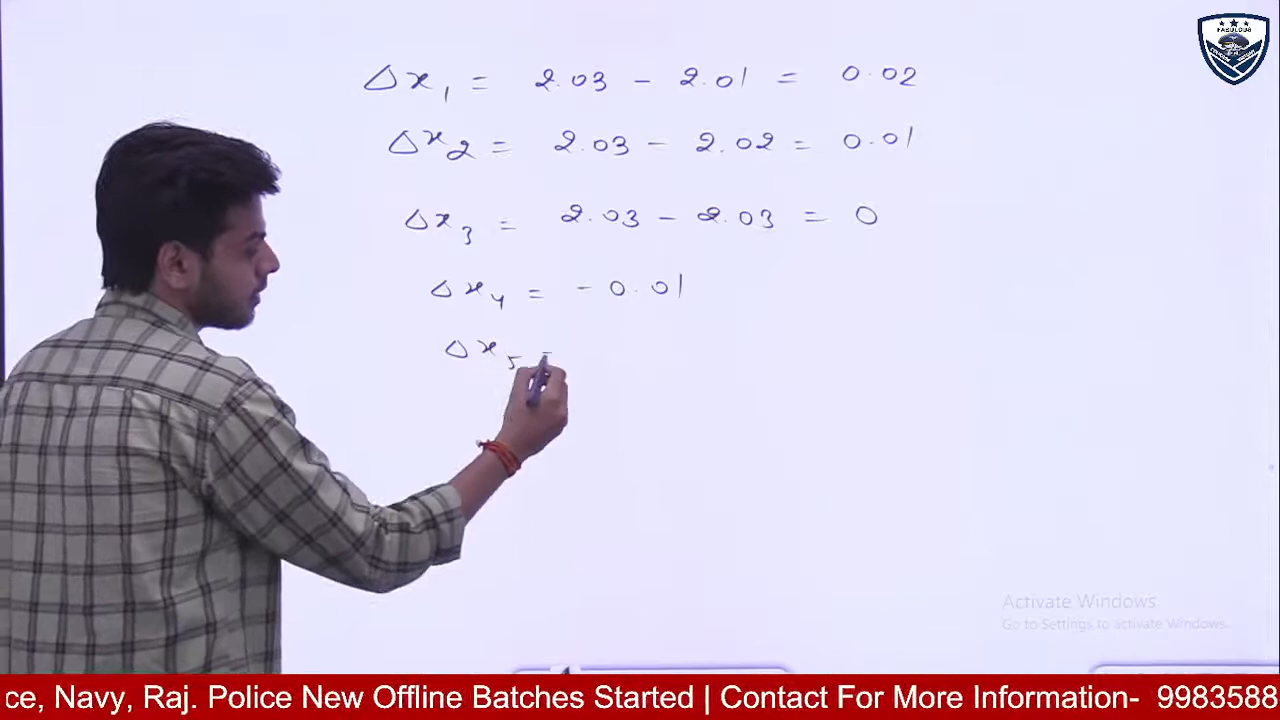 FABULOUS
Δx₁ = 2.03 - 2.01 = 0.02
Δx₂ = 2.03 - 2.02 = 0.01
Δx₃ = 2.03 - 2.03 = 0
Δx₄ = - 0.01
Δx₅ =
Activate Windows
Go to Settings to activate Windows.
ce, Navy, Raj. Police New Offline Batches Started | Contact For More Information- 9983588